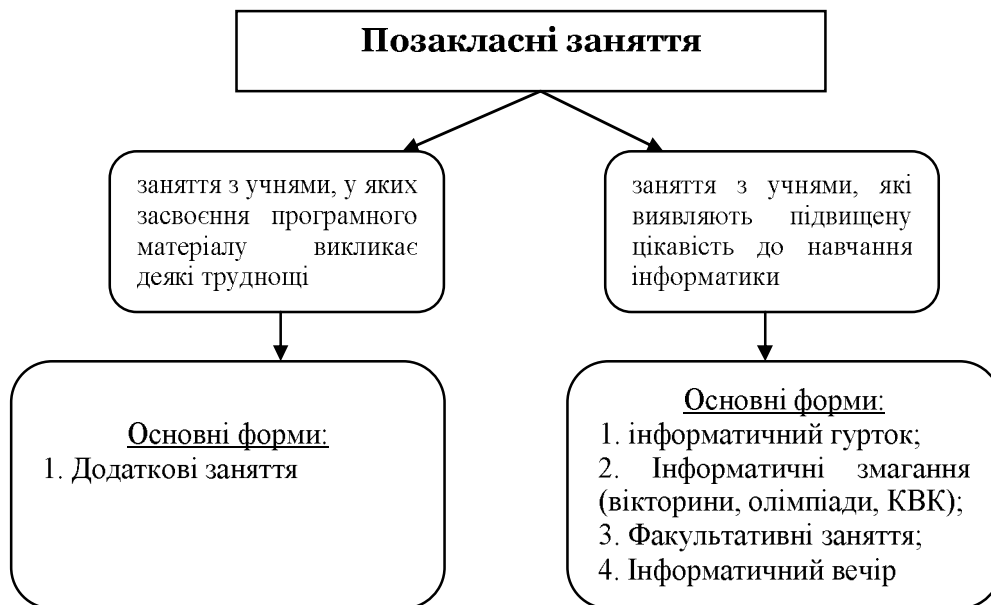 Позакласні заняття
заняття з учнями, у яких
засвоєння програмного
матеріалу викликає
деякі труднощі
заняття з учнями, які
виявляють підвищену
цікавість до навчання
інформатики
Основні форми:
1. Додаткові заняття
Основні форми:
1. інформатичний гурток;
2. Інформатичні змагання
(вікторини, олімпіади, КВК);
3. Факультативні заняття;
4. Інформатичний вечір